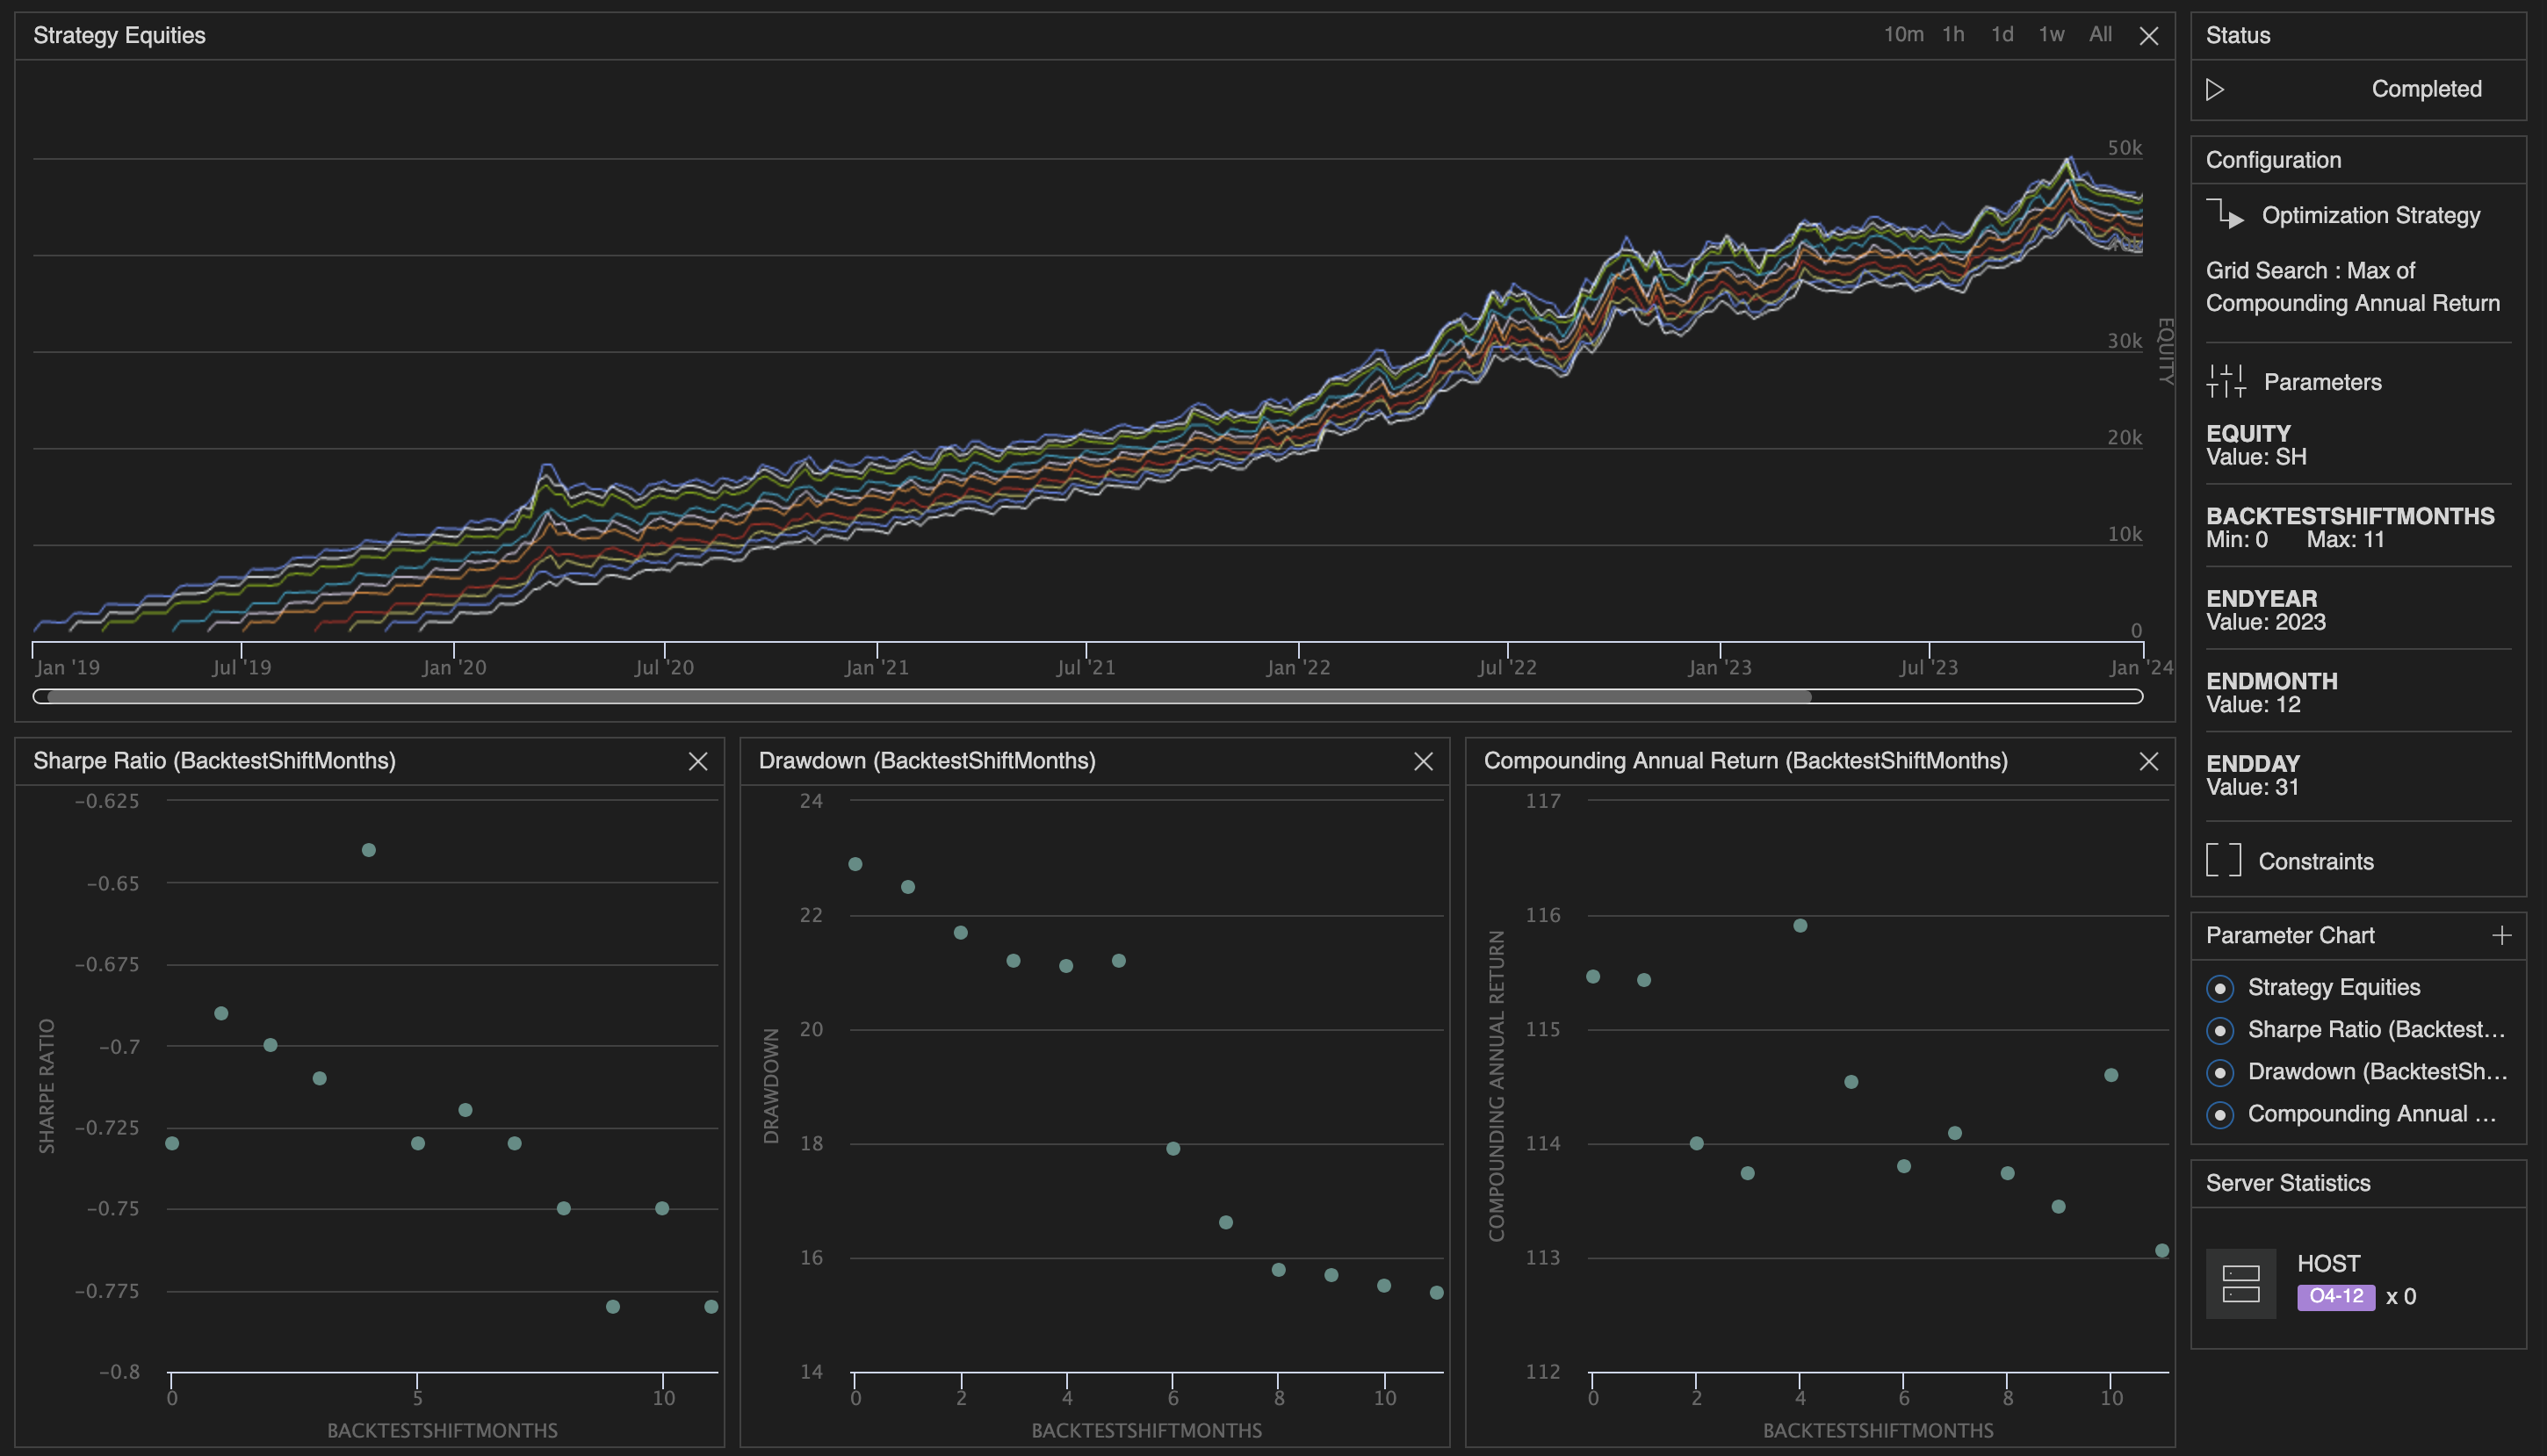 Strategy Equities
10m 1h 1d 1w All
50k
40k
30k
20k
10k
0
EQUITY
Jan '19 Jul '19 Jan '20 Jul '20 Jan '21 Jul '21 Jan '22 Jul '22 Jan '23 Jul '23 Jan '24
Sharpe Ratio (BacktestShiftMonths)
−0.625
−0.65
−0.675
−0.7
−0.725
−0.75
−0.775
−0.8
SHARPE RATIO
0 5 10
BACKTESTSHIFTMONTHS
Drawdown (BacktestShiftMonths)
24
22
20
18
16
14
DRAWDOWN
0 2 4 6 8 10
BACKTESTSHIFTMONTHS
Compounding Annual Return (BacktestShiftMonths)
117
116
115
114
113
112
COMPOUNDING ANNUAL RETURN
0 2 4 6 8 10
BACKTESTSHIFTMONTHS
Status
Completed
Configuration
Optimization Strategy
Grid Search : Max of
Compounding Annual Return
Parameters
EQUITY
Value: SH
BACKTESTSHIFTMONTHS
Min: 0 Max: 11
ENDYEAR
Value: 2023
ENDMONTH
Value: 12
ENDDAY
Value: 31
Constraints
Parameter Chart
Strategy Equities
Sharpe Ratio (Backtest...
Drawdown (BacktestSh...
Compounding Annual ...
Server Statistics
HOST
O4-12 x 0